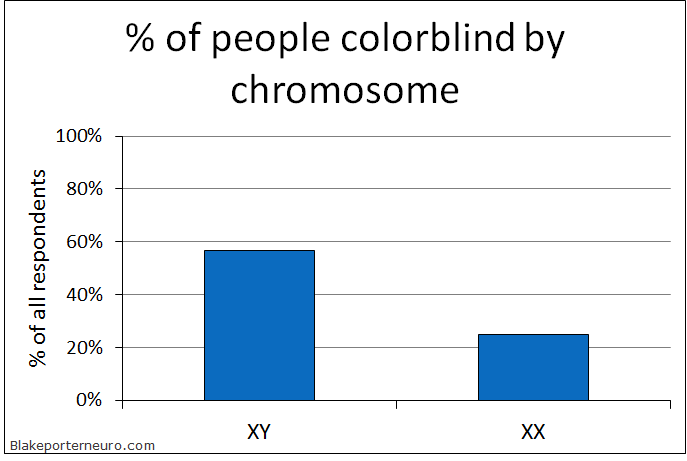 % of people colorblind by
chromosome
100%
80%
60%
40%
20%
0%
% of all respondents
XY
XX
Blakeporterneuro.com